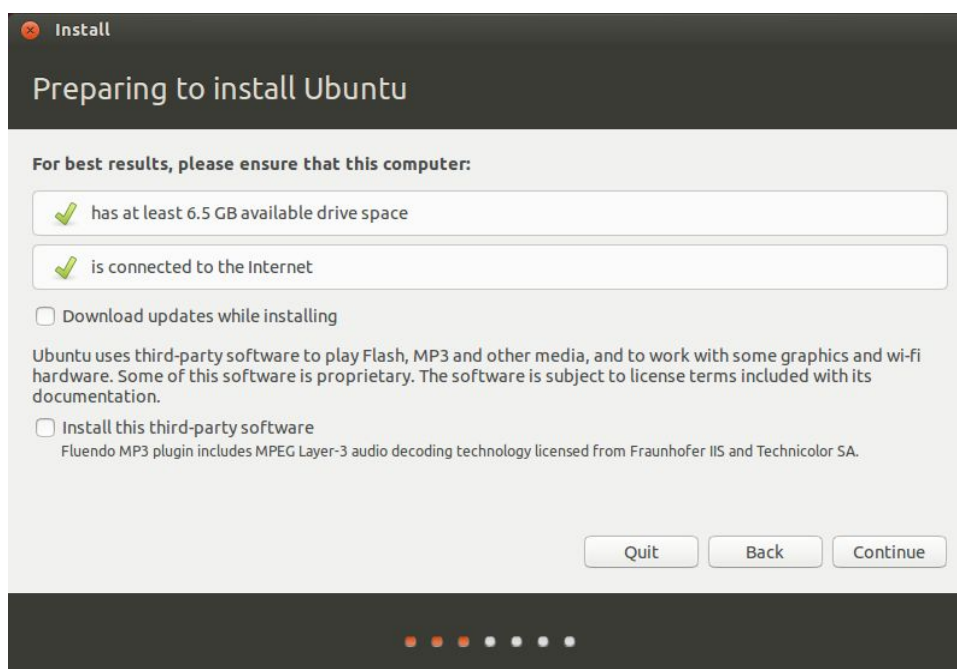 Install
Preparing to install Ubuntu
For best results, please ensure that this computer:
has at least 6.5 GB available drive space
is connected to the Internet
Download updates while installing
Ubuntu uses third-party software to play Flash, MP3 and other media, and to work with some graphics and wi-fi
hardware. Some of this software is proprietary. The software is subject to license terms included with its
documentation.
Install this third-party software
Fluendo MP3 plugin includes MPEG Layer-3 audio decoding technology licensed from Fraunhofer IIS and Technicolor SA.
Quit Back Continue